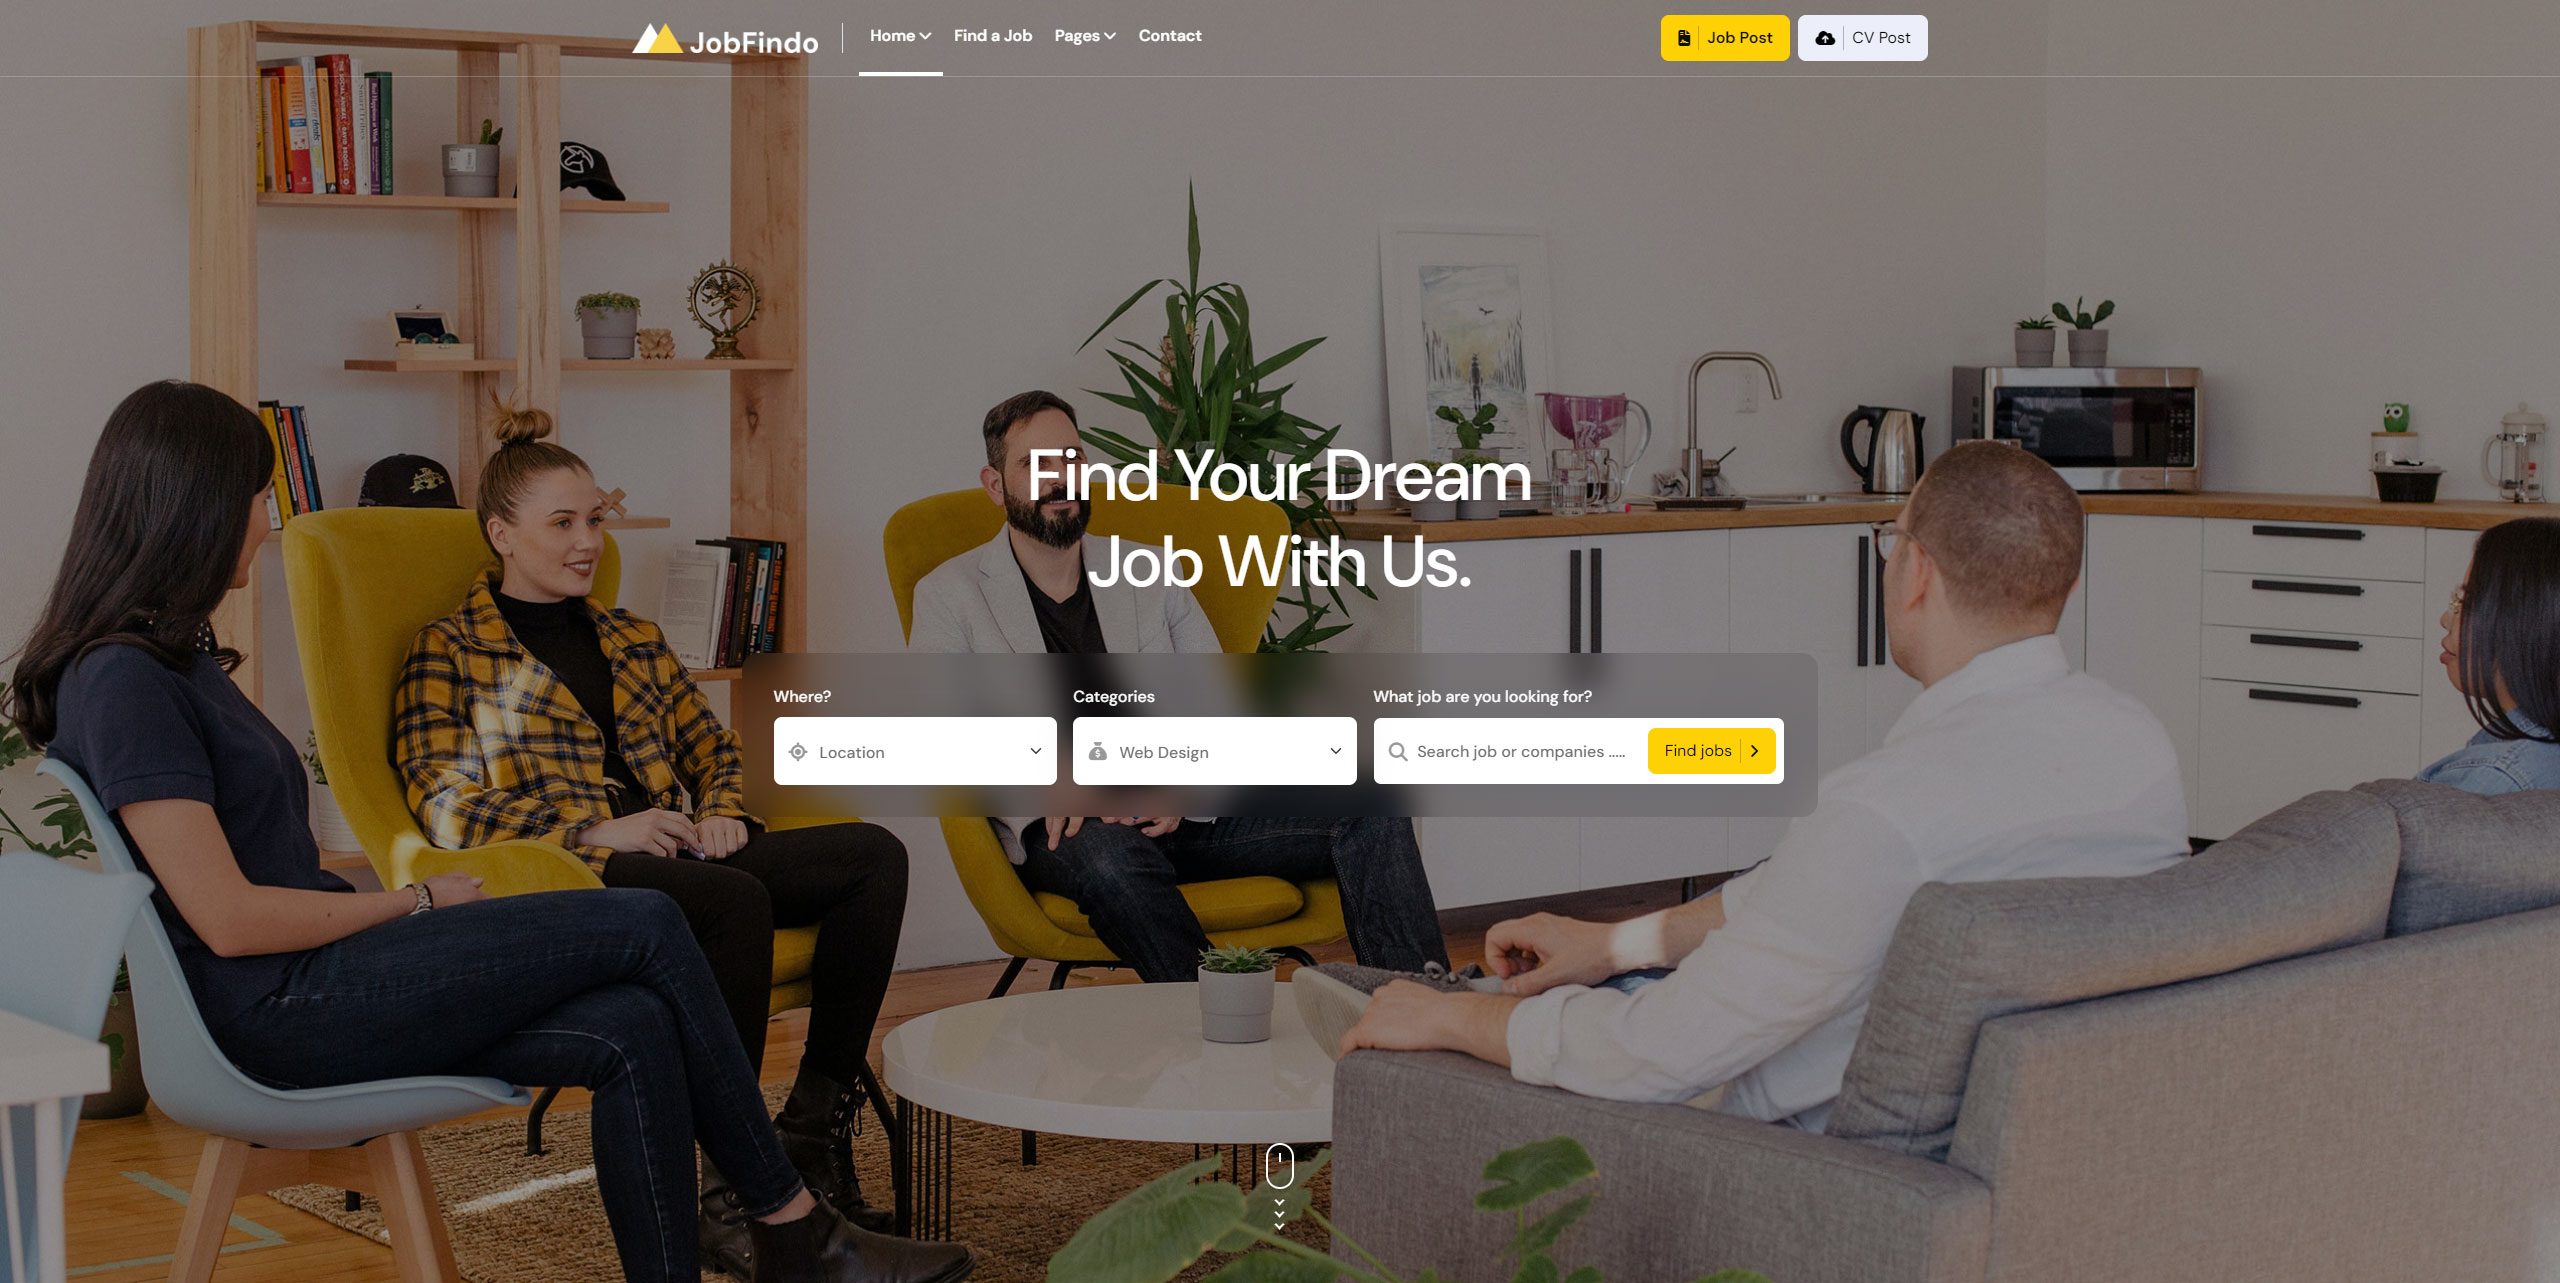 JobFindo
Home
Find a Job
Pages
Contact
Job Post
CV Post
Find Your Dream
Job With Us.
Where?
Categories
What job are you looking for?
Location
Web Design
Search job or companies .....
Find jobs